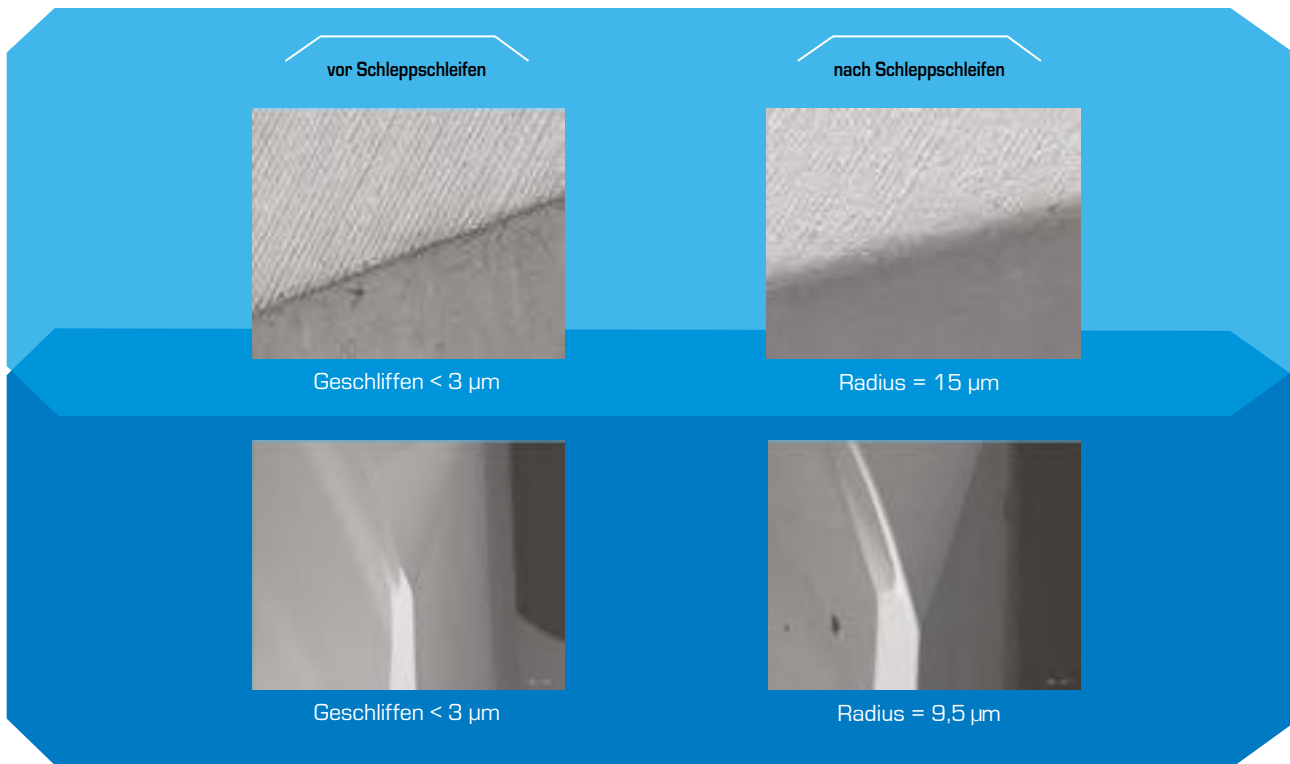 vor Schleppschleifen
nach Schleppschleifen
Geschliffen < 3 µm
Radius = 15 µm
Geschliffen < 3 µm
Radius = 9,5 µm